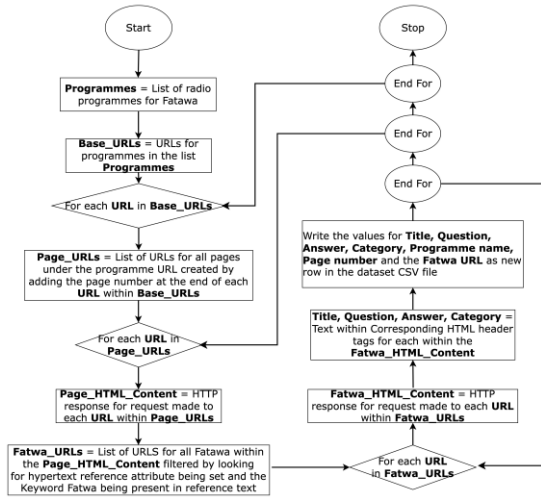 Start
Programmes = List of radio
programmes for Fatawa
Base_URLs = URLs for
programmes in the list
Programmes
For each URL in Base_URLs
Page_URLs = List of URLs for all pages
under the programme URL created by
adding the page number at the end of each
URL within Base_URLs
For each URL in
Page_URLs
Page_HTML_Content = HTTP
response for request made to
each URL within Page_URLs
Fatwa_URLs = List of URLS for all Fatawa within
the Page_HTML_Content filtered by looking
for hypertext reference attribute being set and the
Keyword Fatwa being present in reference text
For each URL
in Fatwa_URLs
Fatwa_HTML_Content = HTTP
response for request made to each URL
within Fatwa_URLs
Title, Question, Answer, Category =
Text within Corresponding HTML header
tags for each within the
Fatwa_HTML_Content
Write the values for Title, Question,
Answer, Category, Programme name,
Page number and the Fatwa URL as new
row in the dataset CSV file
End For
End For
End For
Stop